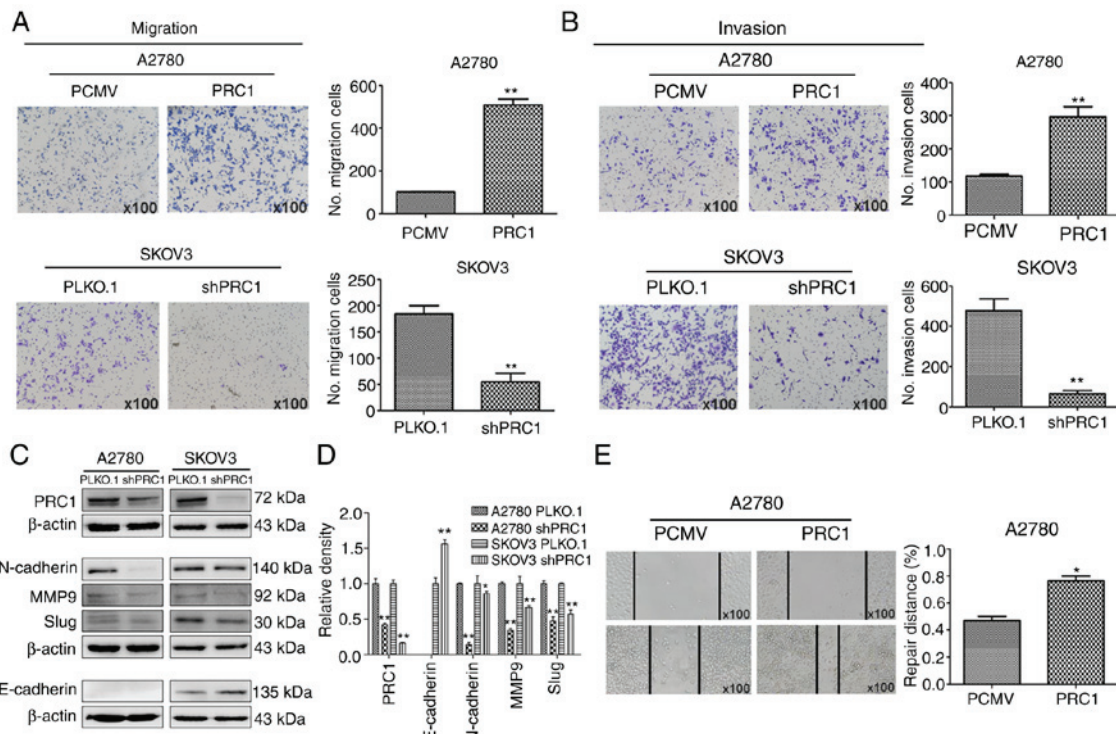 A
Migration
A2780
PCMV PRC1
x100 x100
A2780
No. migration cells
600
400
200
0
**
PCMV PRC1
SKOV3
PLKO.1 shPRC1
x100 x100
SKOV3
No. migration cells
250
200
150
100
50
0
**
PLKO.1 shPRC1
B
Invasion
A2780
PCMV PRC1
x100 x100
A2780
No. invasion cells
400
300
200
100
0
**
PCMV PRC1
SKOV3
PLKO.1 shPRC1
x100 x100
SKOV3
No. invasion cells
600
400
200
0
**
PLKO.1 shPRC1
C
A2780 SKOV3
PLKO.1 shPRC1 PLKO.1 shPRC1
PRC1 72 kDa
β-actin 43 kDa
N-cadherin 140 kDa
MMP9 92 kDa
Slug 30 kDa
β-actin 43 kDa
E-cadherin 135 kDa
β-actin 43 kDa
D
Relative density
2.0
1.5
1.0
0.5
0.0
A2780 PLKO.1
A2780 shPRC1
SKOV3 PLKO.1
SKOV3 shPRC1
** ** ** ** * ** ** ** **
PRC1
E-cadherin
N-cadherin
MMP9
Slug
E
A2780
PCMV PRC1
x100 x100
x100 x100
A2780
Repair distance (%)
1.0
0.8
0.6
0.4
0.2
0.0
*
PCMV PRC1